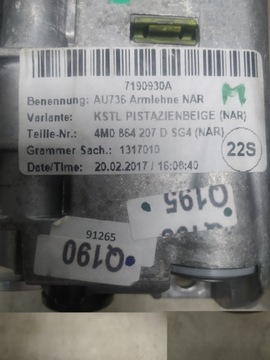 7190930A
Benennung: AU736 Armlehne NAR
Variante: KSTL PISTAZIENBEIGE (NAR)
Teille-Nr.: 4M0 864 207 D SG4 (NAR)
Grammer Sach.: 1317010
Date/Time: 20.02.2017 / 16:08:40
22S
Q195
91265
Q190